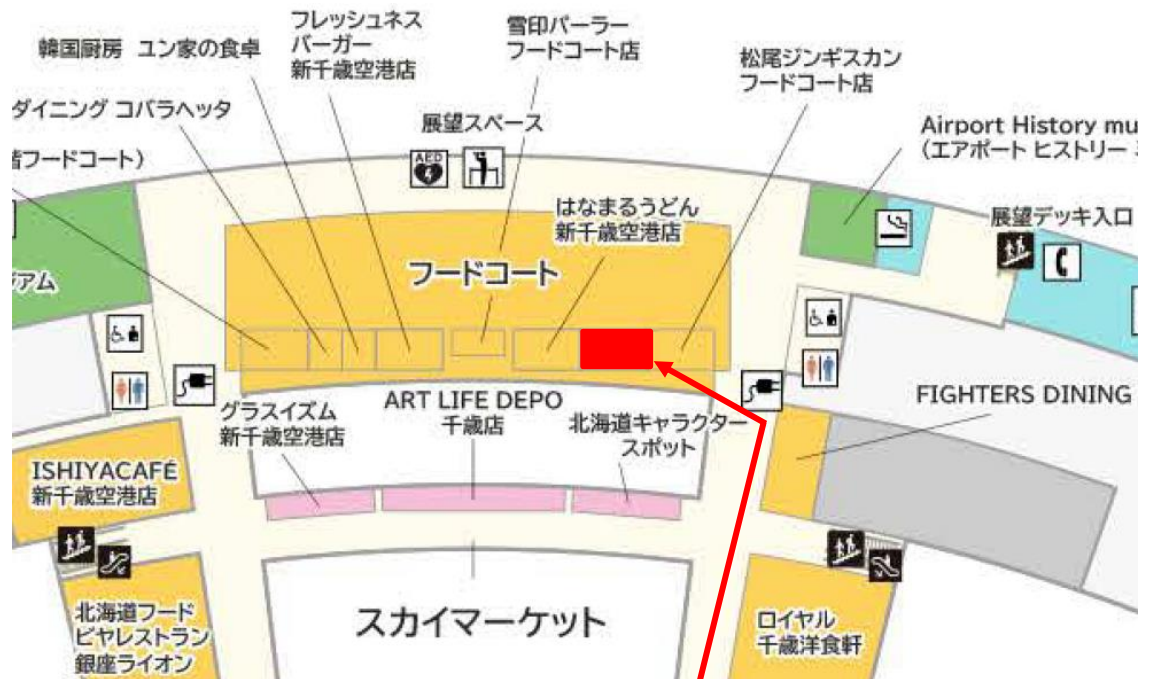 フレッシュネス
バーガー
新千歳空港店
雪印パーラー
フードコート店
韓国厨房 ユン家の食卓
松尾ジンギスカン
フードコート店
ダイニング コバラヘッタ
展望スペース
AED
Airport History mu
(エアポート ヒストリー
フードコート)
はなまるうどん
新千歳空港店
展望デッキ入口
フードコート
アム
グラスイズム
新千歳空港店
ART LIFE DEPO
千歳店
北海道キャラクター
スポット
FIGHTERS DINING
ISHIYACAFÉ
新千歳空港店
北海道フード
ビヤレストラン
銀座ライオン
スカイマーケット
ロイヤル
千歳洋食軒